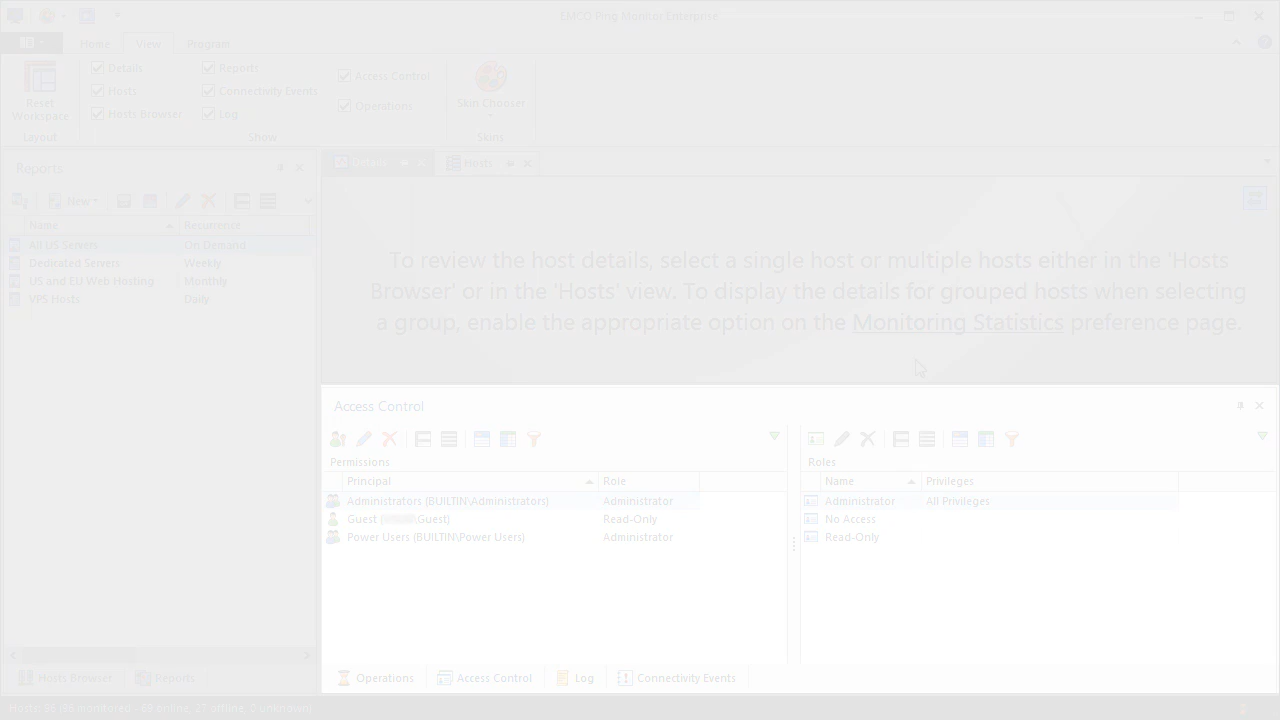 EMCO Ping Monitor Enterprise
Home View Program
Reset Workspace
Layout
Details
Hosts
Hosts Browser
Reports
Connectivity Events
Log
Access Control
Operations
Show
Skin Chooser
Skins
Reports
New
Name Recurrence
All US Servers On Demand
Dedicated Servers Weekly
US and EU Web Hosting Monthly
VPS Hosts Daily
Hosts Browser Reports
Details Hosts
To review the host details, select a single host or multiple hosts either in the 'Hosts
Browser' or in the 'Hosts' view. To display the details for grouped hosts when selecting
a group, enable the appropriate option on the Monitoring Statistics preference page.
Access Control
Permissions
Principal Role
Administrators (BUILTIN\Administrators) Administrator
Guest ( \Guest) Read-Only
Power Users (BUILTIN\Power Users) Administrator
Roles
Name Privileges
Administrator All Privileges
No Access
Read-Only
Operations Access Control Log Connectivity Events